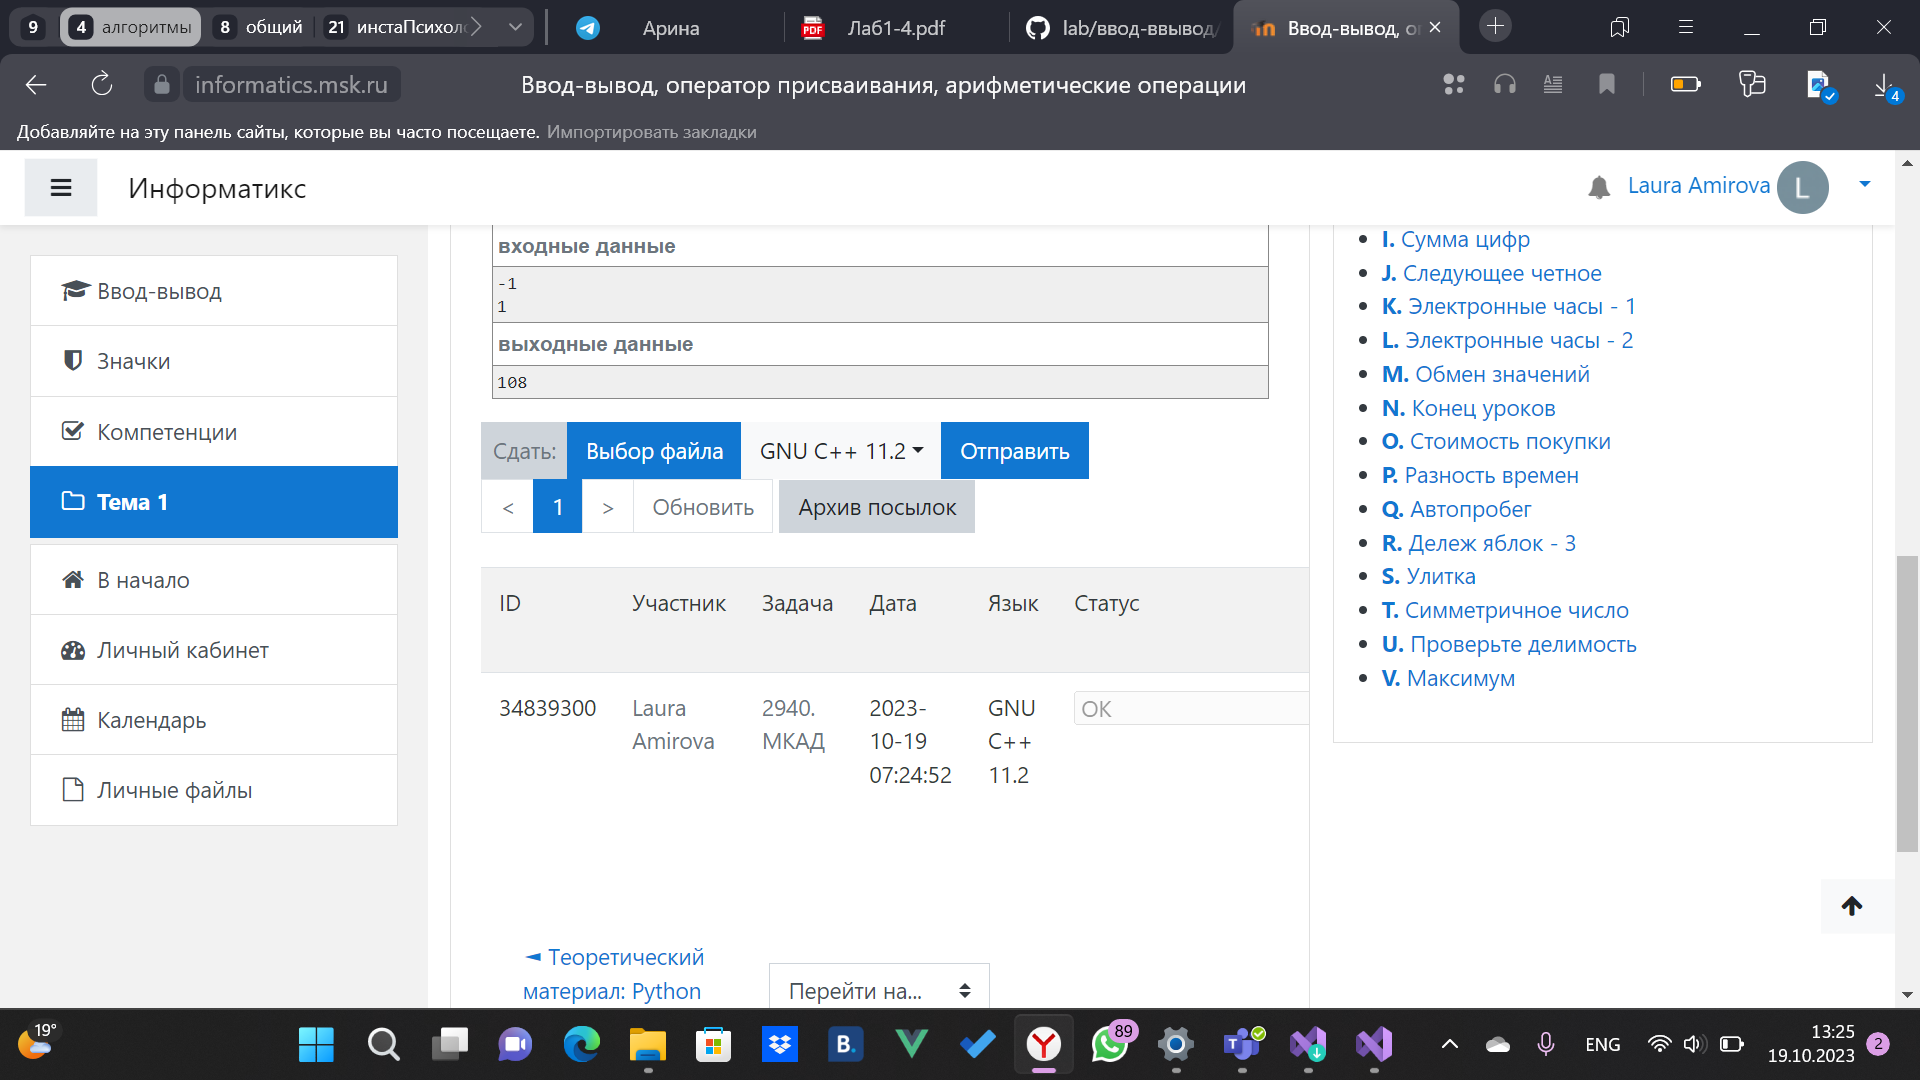 9
4 алгоритмы
8 общий
21 инстаПсихол
Арина
Лаб1-4.pdf
lab/ввод-ввывод/
Ввод-вывод, оп
informatics.msk.ru
Ввод-вывод, оператор присваивания, арифметические операции
4
Добавляйте на эту панель сайты, которые вы часто посещаете. Импортировать закладки
Информатикс
Laura Amirova
L
Ввод-вывод
Значки
Компетенции
Тема 1
В начало
Личный кабинет
Календарь
Личные файлы
входные данные
-1
1
выходные данные
108
Сдать: Выбор файла GNU C++ 11.2 Отправить
< 1 > Обновить Архив посылок
ID Участник Задача Дата Язык Статус
34839300 Laura Amirova 2940. МКАД 2023-10-19 07:24:52 GNU C++ 11.2 OK
◄ Теоретический
материал: Python
Перейти на...
I. Сумма цифр
J. Следующее четное
K. Электронные часы - 1
L. Электронные часы - 2
M. Обмен значений
N. Конец уроков
O. Стоимость покупки
P. Разность времен
Q. Автопробег
R. Дележ яблок - 3
S. Улитка
T. Симметричное число
U. Проверьте делимость
V. Максимум
19°
B.
89
T
ENG
13:25
19.10.2023
2